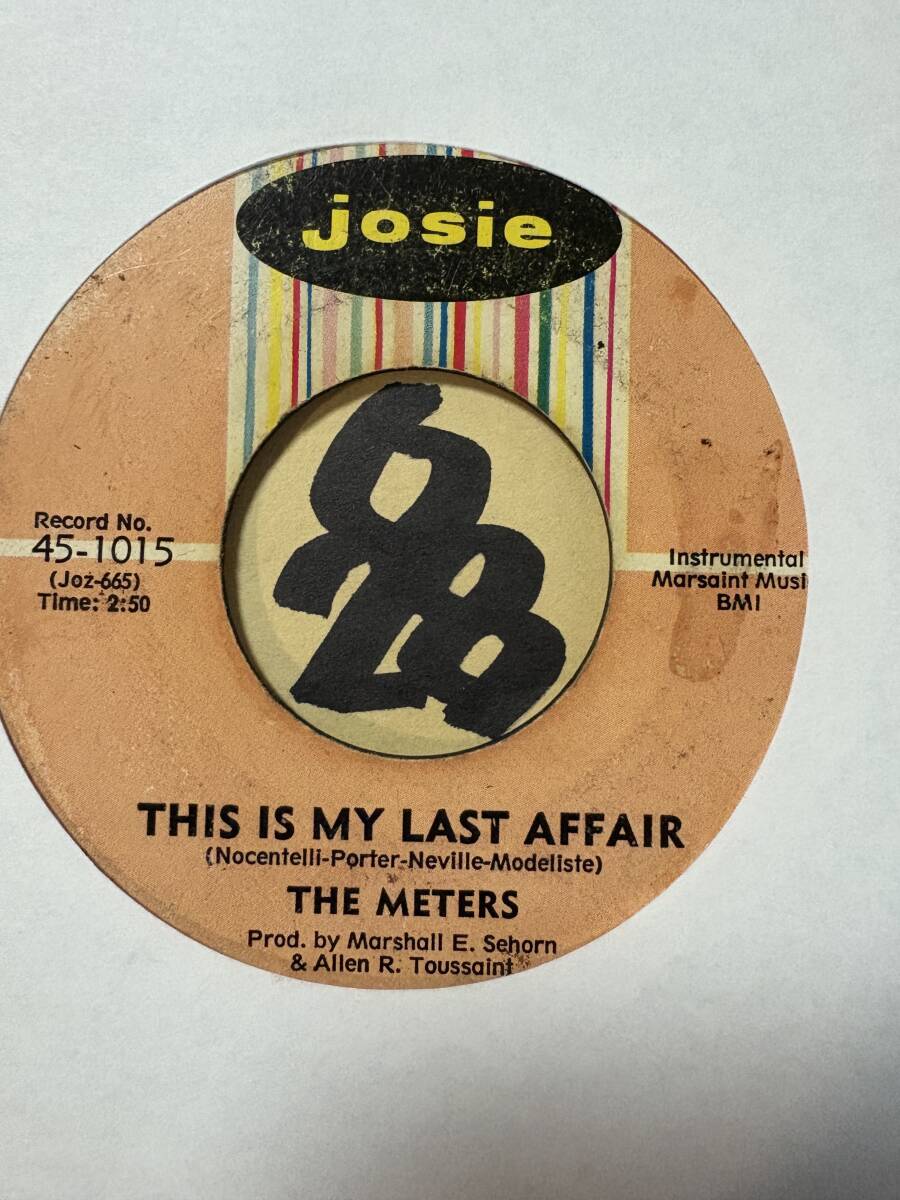 josie
Record No.
45-1015
(Joz-665)
Time: 2:50
Instrumental
Marsaint Musi
BMI
THIS IS MY LAST AFFAIR
(Nocentelli-Porter-Neville-Modeliste)
THE METERS
Prod. by Marshall E. Sehorn
& Allen R. Toussaint